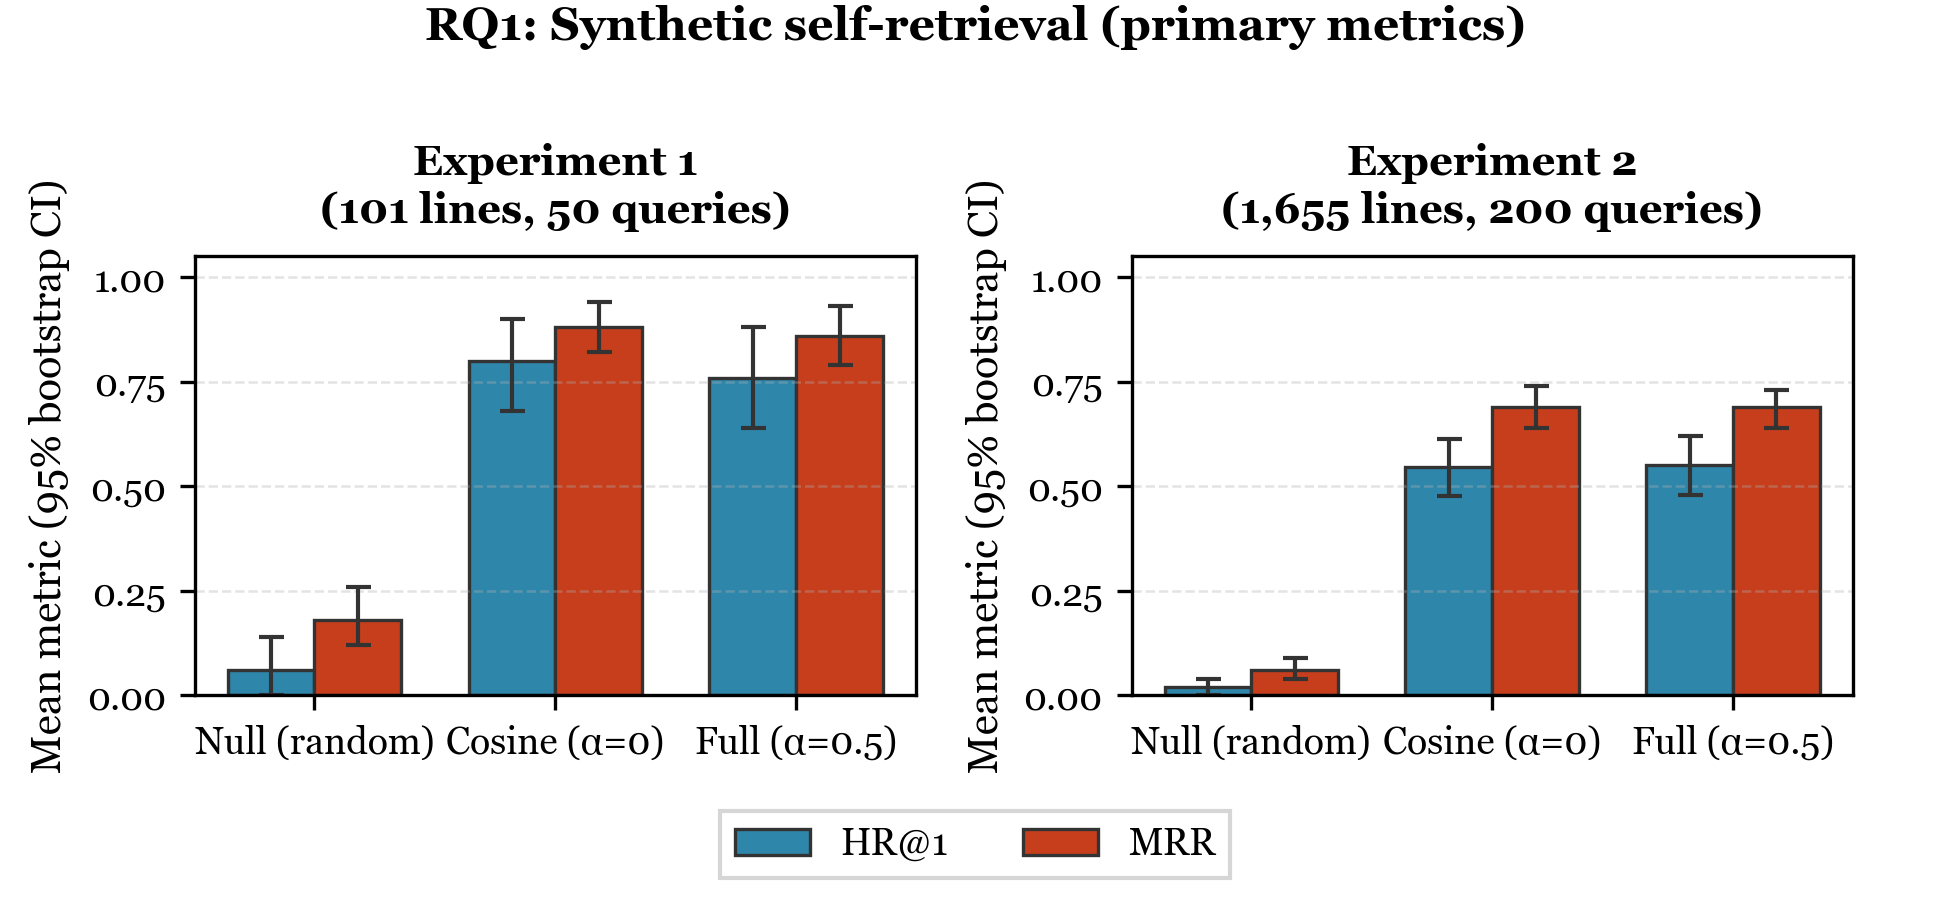 RQ1: Synthetic self-retrieval (primary metrics)
Experiment 1
(101 lines, 50 queries)
Mean metric (95% bootstrap CI)
1.00
0.75
0.50
0.25
0.00
Null (random) Cosine (α=0) Full (α=0.5)
Experiment 2
(1,655 lines, 200 queries)
Mean metric (95% bootstrap CI)
1.00
0.75
0.50
0.25
0.00
Null (random) Cosine (α=0) Full (α=0.5)
HR@1 MRR